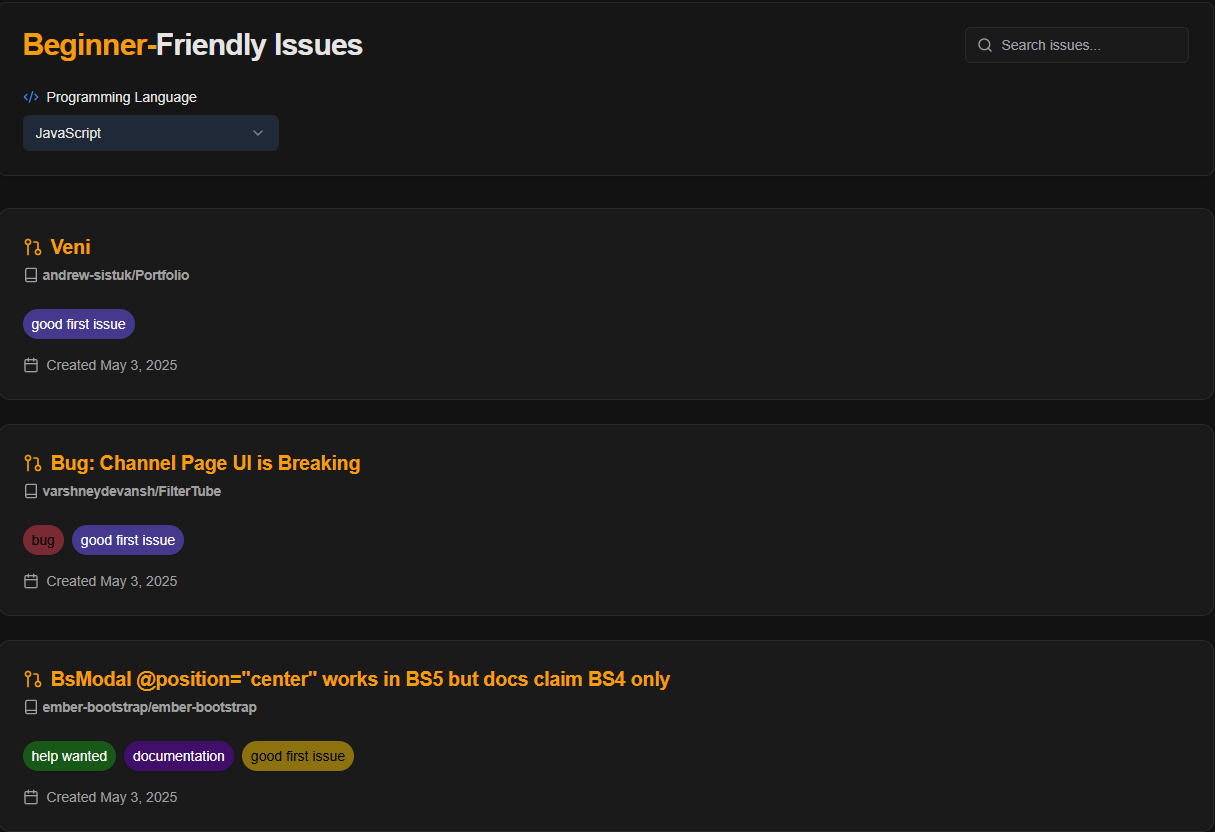 Beginner-Friendly Issues
Search issues...
</> Programming Language
JavaScript
Veni
andrew-sistuk/Portfolio
good first issue
Created May 3, 2025
Bug: Channel Page UI is Breaking
varshneydevansh/FilterTube
bug good first issue
Created May 3, 2025
BsModal @position="center" works in BS5 but docs claim BS4 only
ember-bootstrap/ember-bootstrap
help wanted documentation good first issue
Created May 3, 2025